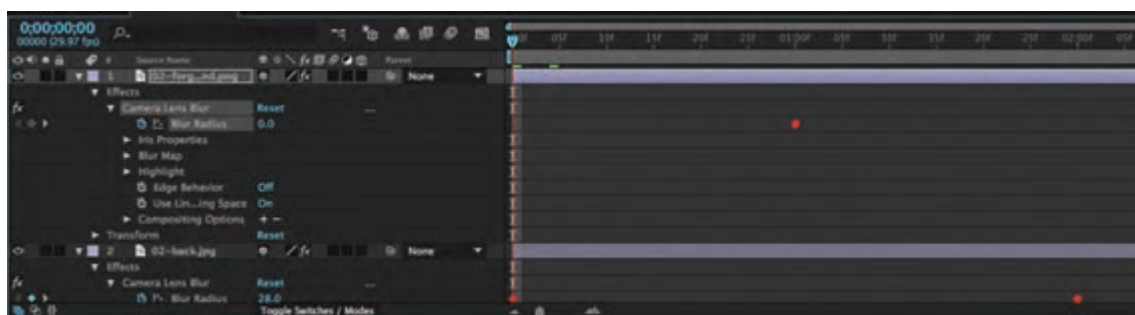 0;00;00;00
00000 (29.97 fps)
00F 05F 10F 15F 20F 25F 01:00F 05F 10F 15F 20F 25F 02:00F 05F
# Source Name Parent
1 02-forg...nd.png None
Effects
fx Camera Lens Blur Reset ...
Blur Radius 0.0
Iris Properties
Blur Map
Highlight
Edge Behavior Off
Use Lin...ing Space On
Compositing Options + −
Transform Reset
2 02-back.jpg None
Effects
fx Camera Lens Blur Reset ...
Blur Radius 28.0
Toggle Switches / Modes